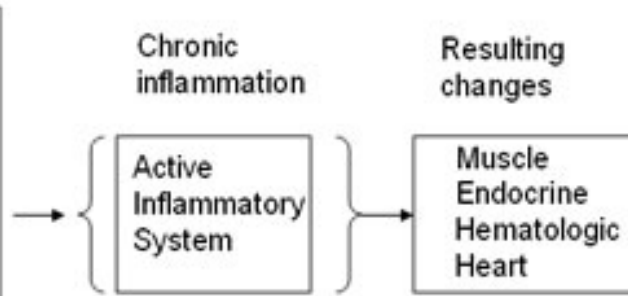 Chronic
inflammation
Resulting
changes
Active
Inflammatory
System
Muscle
Endocrine
Hematologic
Heart